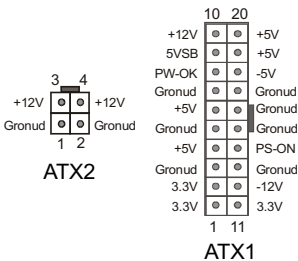 10 20
+12V +5V
5VSB +5V
PW-OK -5V
Gronud Gronud
+5V Gronud
Gronud Gronud
+5V PS-ON
Gronud Gronud
3.3V -12V
3.3V 3.3V
1 11
ATX1
3 4
+12V +12V
Gronud Gronud
1 2
ATX2